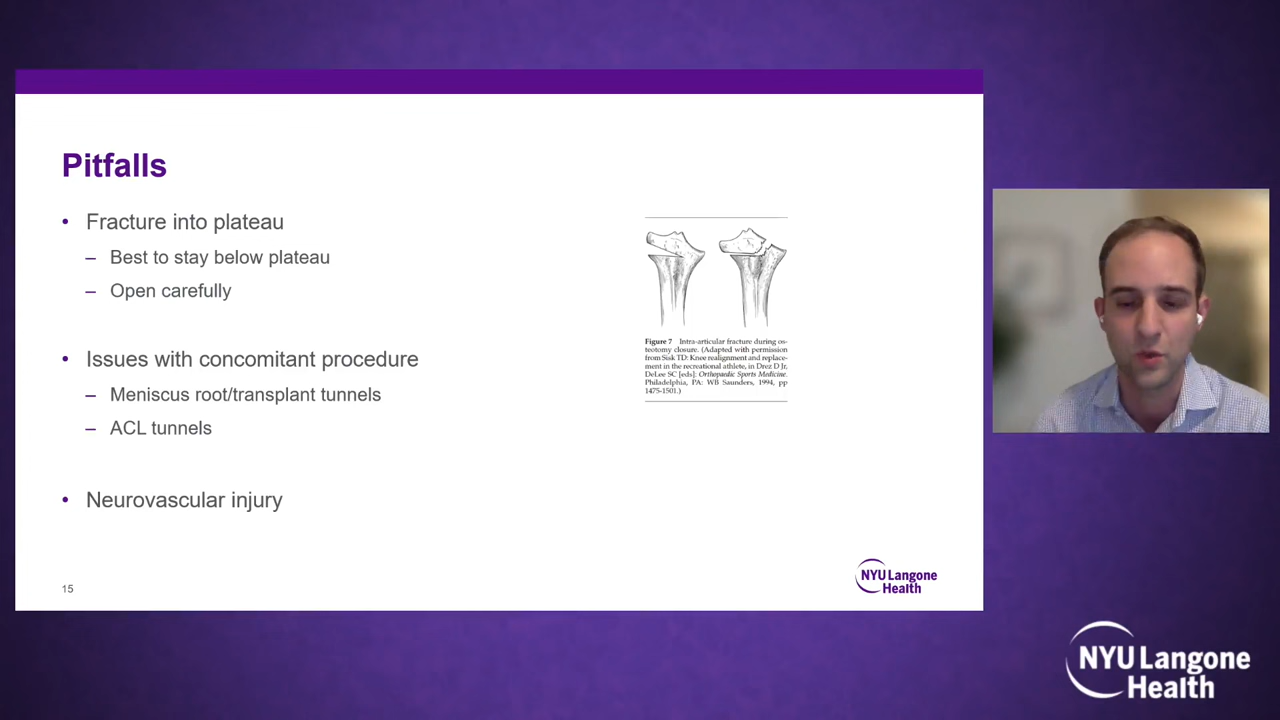 Pitfalls
• Fracture into plateau
– Best to stay below plateau
– Open carefully
• Issues with concomitant procedure
– Meniscus root/transplant tunnels
– ACL tunnels
• Neurovascular injury
Figure 7 Intra-articular fracture during os-
teotomy closure. (Adapted with permission
from Sisk TD: Knee realignment and replace-
ment in the recreational athlete, in Drez D Jr,
DeLee SC [eds]: Orthopaedic Sports Medicine.
Philadelphia, PA: WB Saunders, 1994, pp
1475-1501.)
15
NYU Langone
Health
NYU Langone
Health